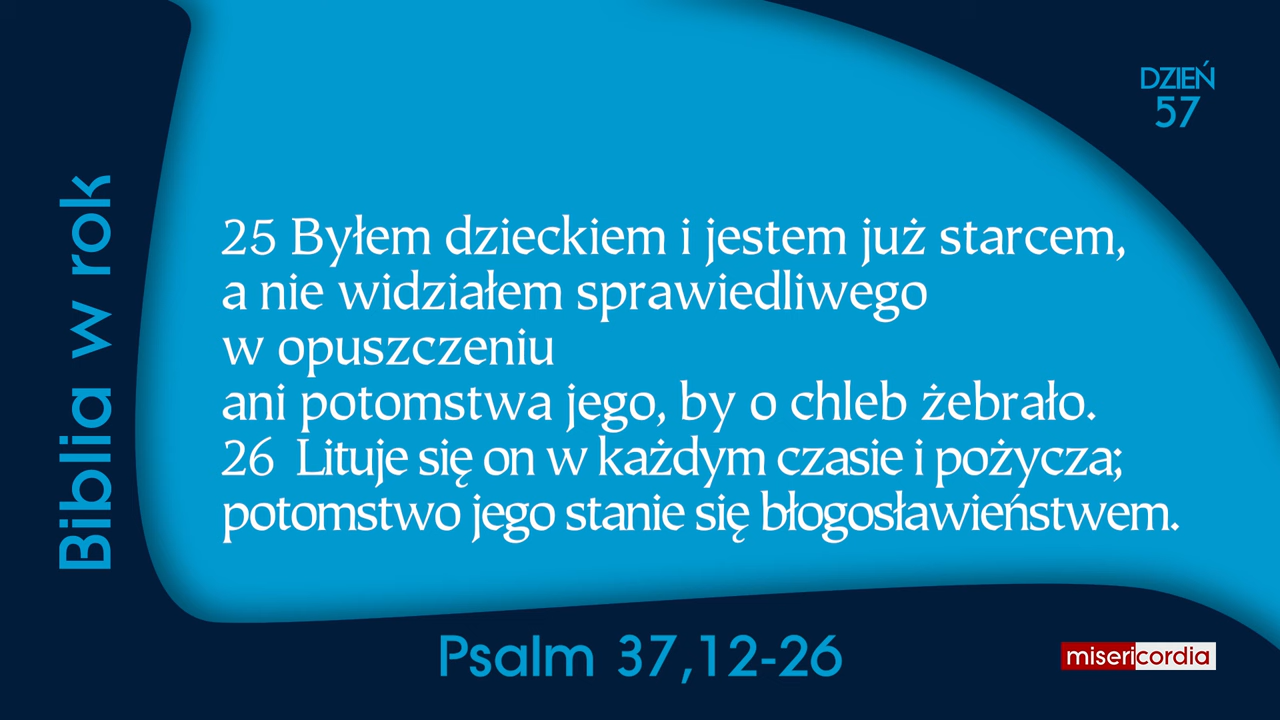 DZIEŃ
57
Biblia w rok
25 Byłem dzieckiem i jestem już starcem,
a nie widziałem sprawiedliwego
w opuszczeniu
ani potomstwa jego, by o chleb żebrało.
26 Lituje się on w każdym czasie i pożycza;
potomstwo jego stanie się błogosławieństwem.
Psalm 37,12-26
misericordia